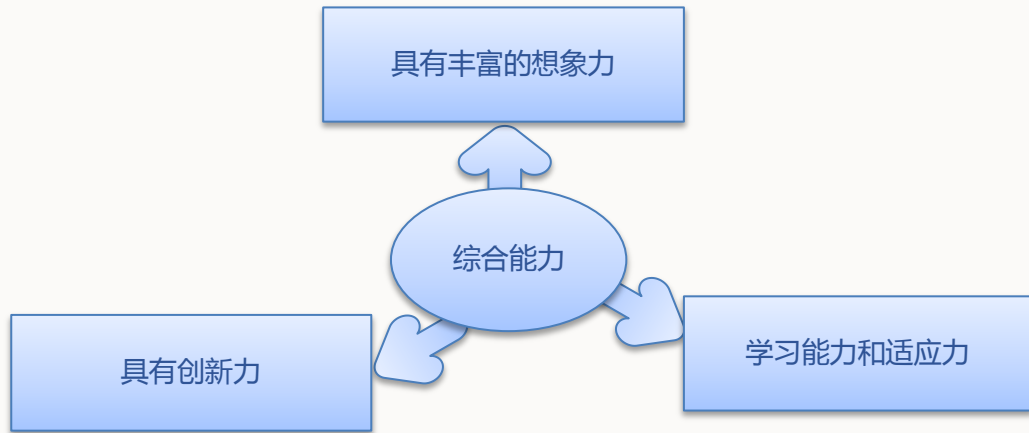 具有丰富的想象力
综合能力
具有创新力
学习能力和适应力